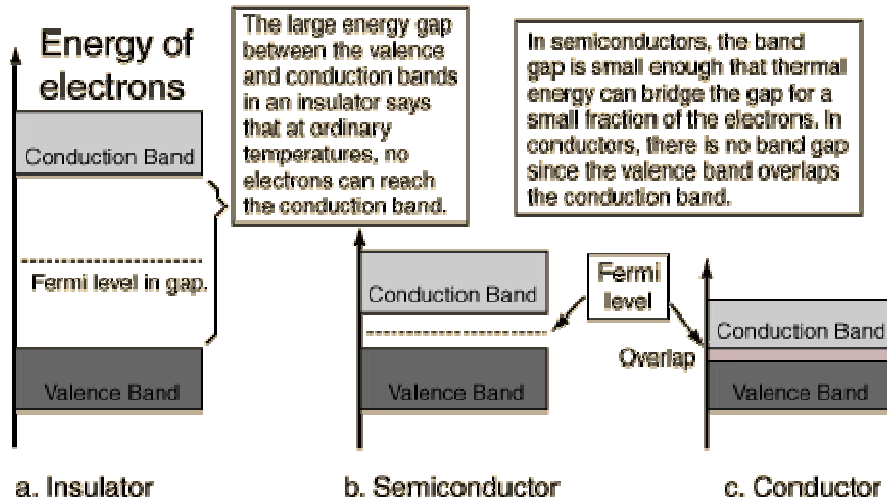 Energy of
electrons
The large energy gap
between the valence
and conduction bands
in an insulator says
that at ordinary
temperatures, no
electrons can reach
the conduction band.
In semiconductors, the band
gap is small enough that thermal
energy can bridge the gap for a
small fraction of the electrons. In
conductors, there is no band gap
since the valence band overlaps
the conduction band.
Conduction Band
Fermi level in gap.
Valence Band
Conduction Band
Valence Band
Fermi
level
Conduction Band
Overlap
Valence Band
a. Insulator
b. Semiconductor
c. Conductor